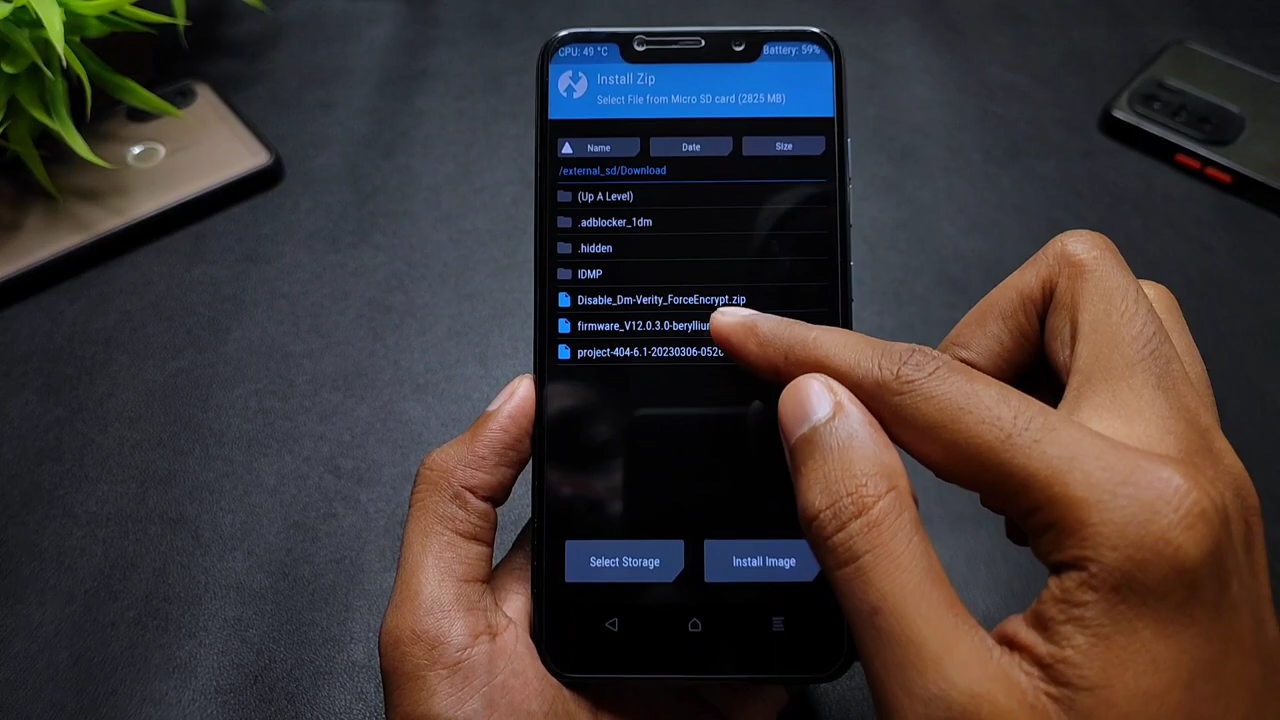 CPU: 49 °C
Battery: 59%
Install Zip
Select File from Micro SD card (2825 MB)
Name Date Size
/external_sd/Download
(Up A Level)
.adblocker_1dm
.hidden
IDMP
Disable_Dm-Verity_ForceEncrypt.zip
firmware_V12.0.3.0-beryllium
project-404-6.1-20230306-052
Select Storage
Install Image